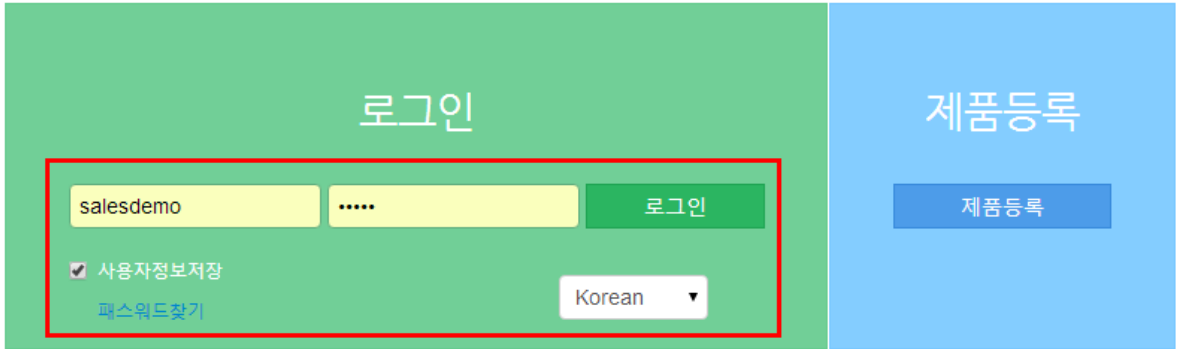 로그인
제품등록
salesdemo ••••• 로그인
제품등록
사용자정보저장
Korean
패스워드찾기